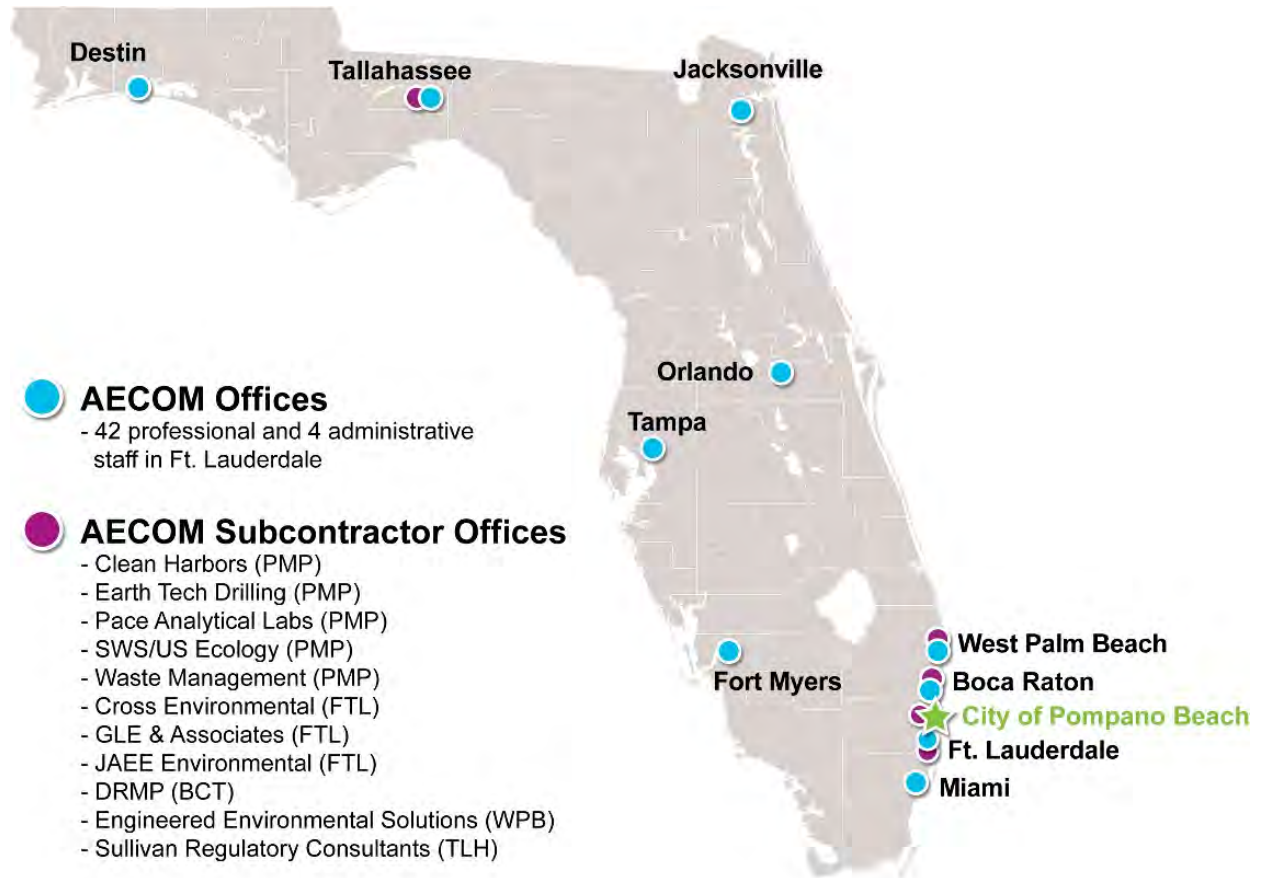 Destin
Tallahassee
Jacksonville
Orlando
Tampa
AECOM Offices
- 42 professional and 4 administrative
staff in Ft. Lauderdale
AECOM Subcontractor Offices
- Clean Harbors (PMP)
- Earth Tech Drilling (PMP)
- Pace Analytical Labs (PMP)
- SWS/US Ecology (PMP)
- Waste Management (PMP)
- Cross Environmental (FTL)
- GLE & Associates (FTL)
- JAEE Environmental (FTL)
- DRMP (BCT)
- Engineered Environmental Solutions (WPB)
- Sullivan Regulatory Consultants (TLH)
Fort Myers
West Palm Beach
Boca Raton
City of Pompano Beach
Ft. Lauderdale
Miami